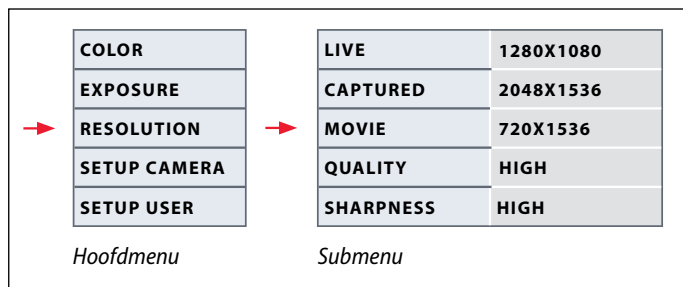 COLOR
EXPOSURE
RESOLUTION
SETUP CAMERA
SETUP USER
Hoofdmenu
LIVE 1280X1080
CAPTURED 2048X1536
MOVIE 720X1536
QUALITY HIGH
SHARPNESS HIGH
Submenu